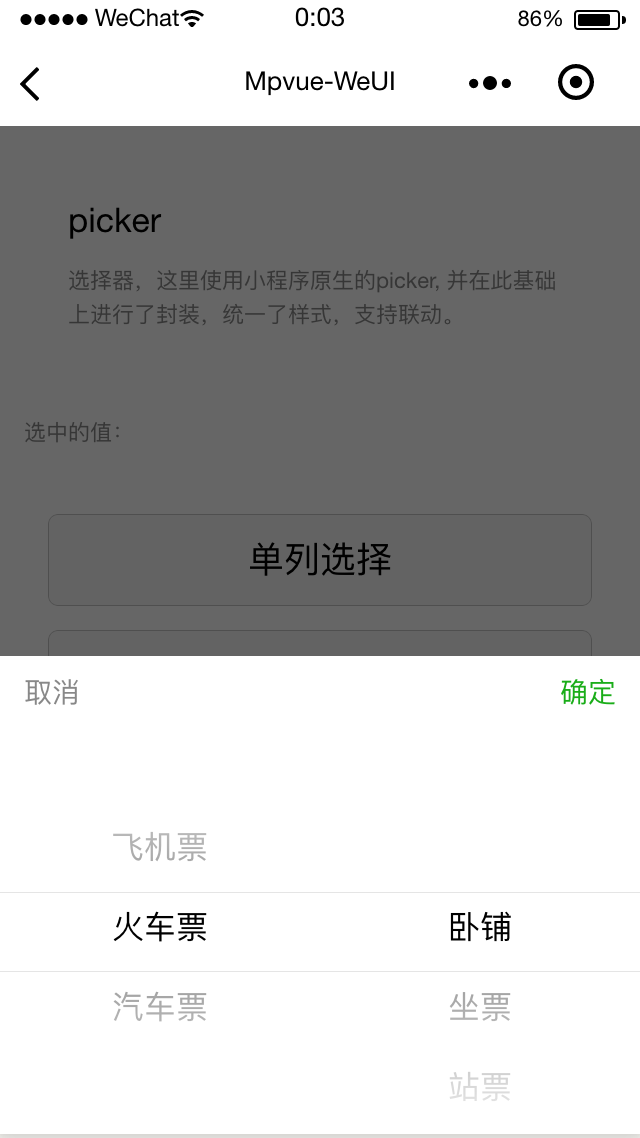 ●●●●● WeChat 0:03 86%
Mpvue-WeUI
picker
选择器，这里使用小程序原生的picker, 并在此基础
上进行了封装，统一了样式，支持联动。
选中的值：
单列选择
取消 确定
飞机票
火车票 卧铺
汽车票 坐票
站票